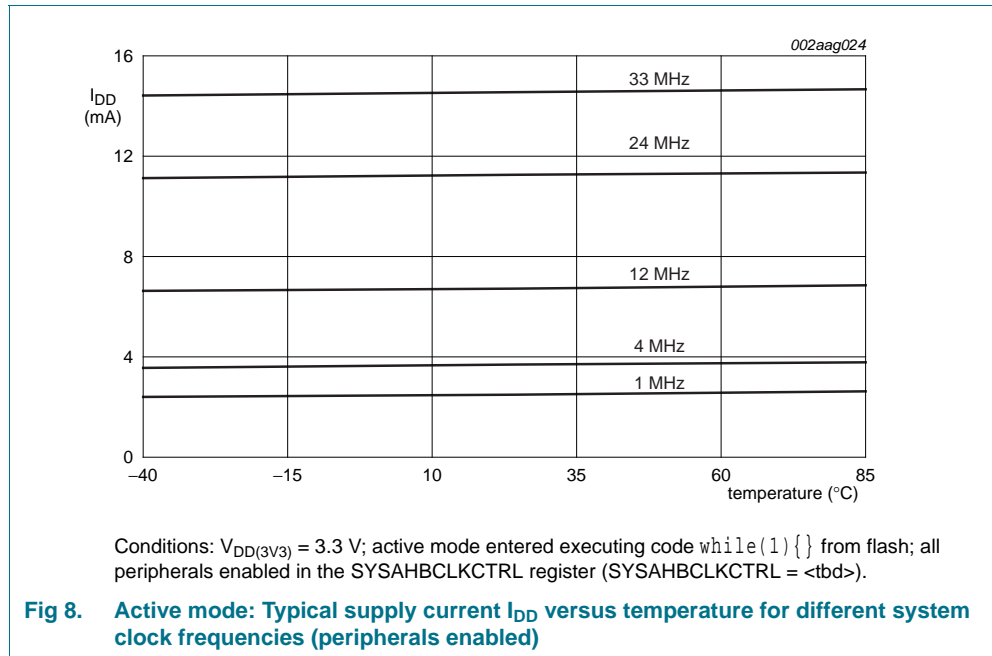 002aag024
16
I_DD
(mA)
12
8
4
0
33 MHz
24 MHz
12 MHz
4 MHz
1 MHz
−40
−15
10
35
60
85
temperature (°C)
Conditions: V_DD(3V3) = 3.3 V; active mode entered executing code while(1){} from flash; all
peripherals enabled in the SYSAHBCLKCTRL register (SYSAHBCLKCTRL = <tbd>).
Fig 8. Active mode: Typical supply current I_DD versus temperature for different system
clock frequencies (peripherals enabled)